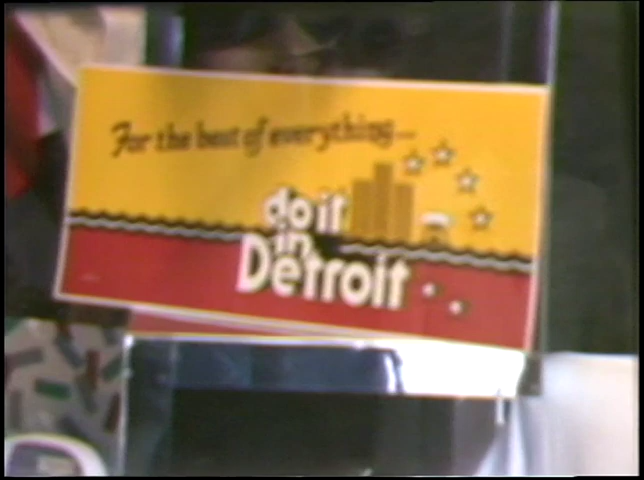 For the best of everything...
do it
in
Detroit